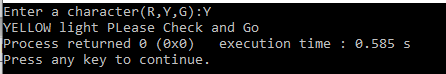 Enter a character(R,Y,G):Y
YELLOW light PLease Check and Go
Process returned 0 (0x0)   execution time : 0.585 s
Press any key to continue.